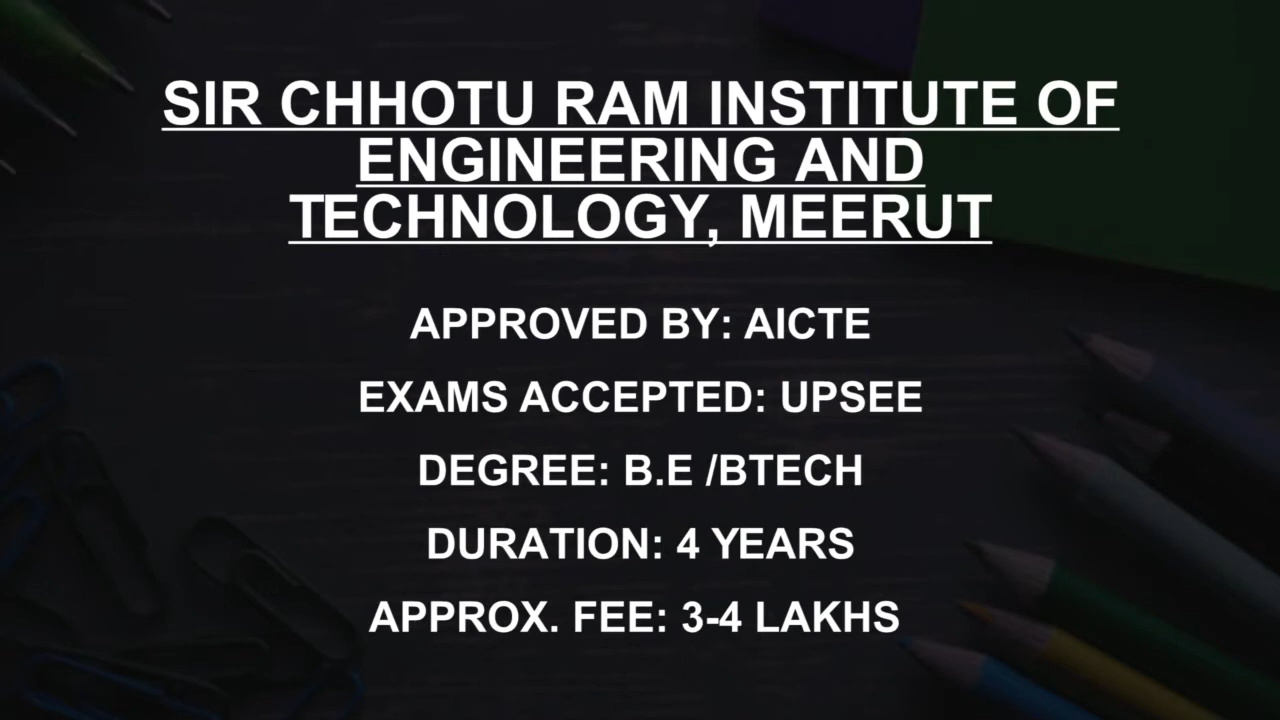 SIR CHHOTU RAM INSTITUTE OF
ENGINEERING AND
TECHNOLOGY, MEERUT
APPROVED BY: AICTE
EXAMS ACCEPTED: UPSEE
DEGREE: B.E /BTECH
DURATION: 4 YEARS
APPROX. FEE: 3-4 LAKHS